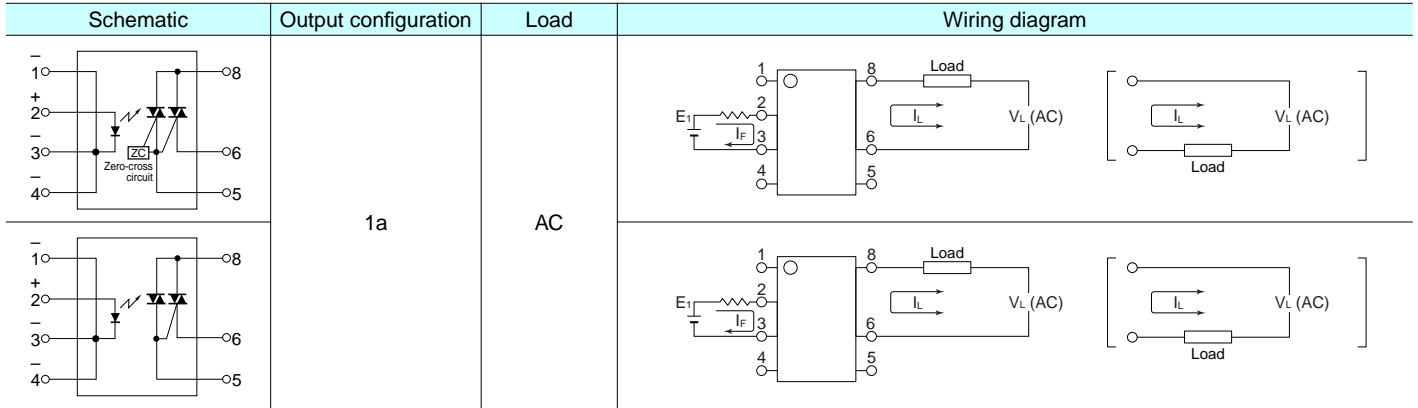 Schematic Output configuration Load Wiring diagram
–
1 8
+
2
–
3 ZC 6
Zero-cross
circuit
–
4 5
1a
AC
1 8 Load
2
E1 IF IL VL (AC) IL VL (AC)
3 6
4 5 Load
–
1 8
+
2
–
3 6
–
4 5
1 8 Load
2
E1 IF IL VL (AC) IL VL (AC)
3 6
4 5 Load